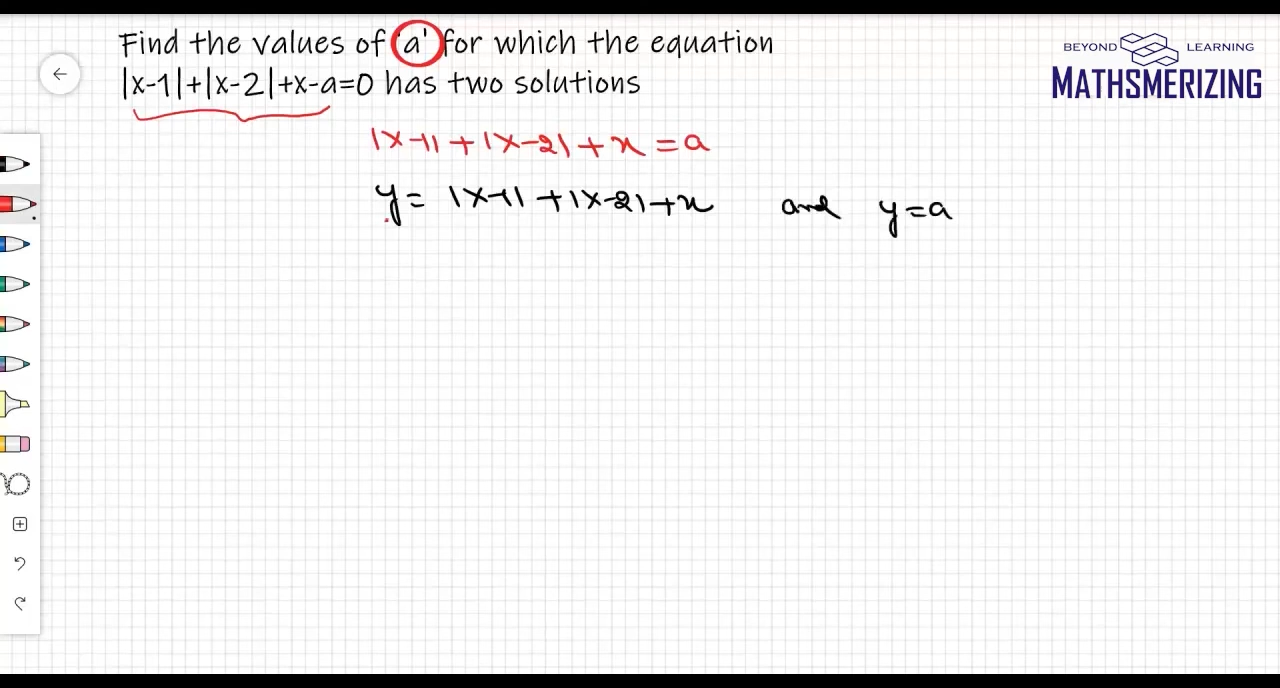 Find the values of 'a' for which the equation
|x-1|+|x-2|+x-a=0 has two solutions
BEYOND LEARNING
MATHSMERIZING
|x-1| + |x-2| + x = a
y = |x-1| + |x-2| + x and y = a